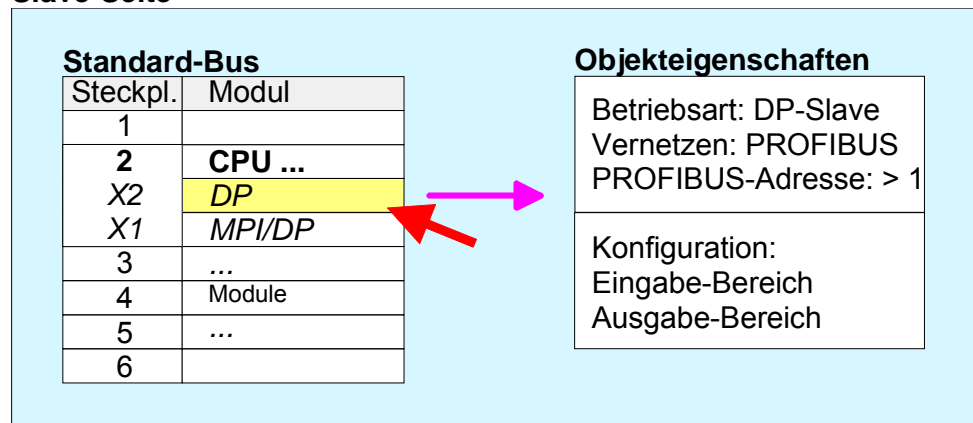 Slave-Seite
Standard-Bus
Steckpl. Modul
1
2 CPU ...
X2 DP
X1 MPI/DP
3 ...
4 Module
5 ...
6
Objekteigenschaften
Betriebsart: DP-Slave
Vernetzen: PROFIBUS
PROFIBUS-Adresse: > 1
Konfiguration:
Eingabe-Bereich
Ausgabe-Bereich